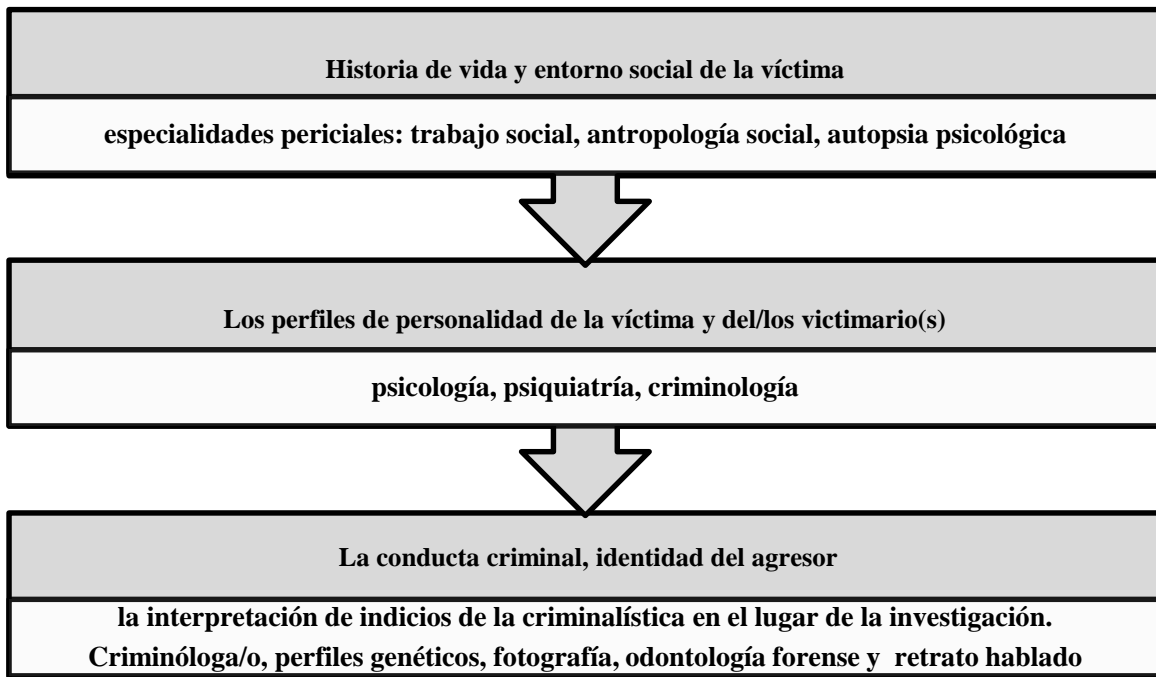 Historia de vida y entorno social de la víctima
especialidades periciales: trabajo social, antropología social, autopsia psicológica
Los perfiles de personalidad de la víctima y del/los victimario(s)
psicología, psiquiatría, criminología
La conducta criminal, identidad del agresor
la interpretación de indicios de la criminalística en el lugar de la investigación.
Criminóloga/o, perfiles genéticos, fotografía, odontología forense y retrato hablado